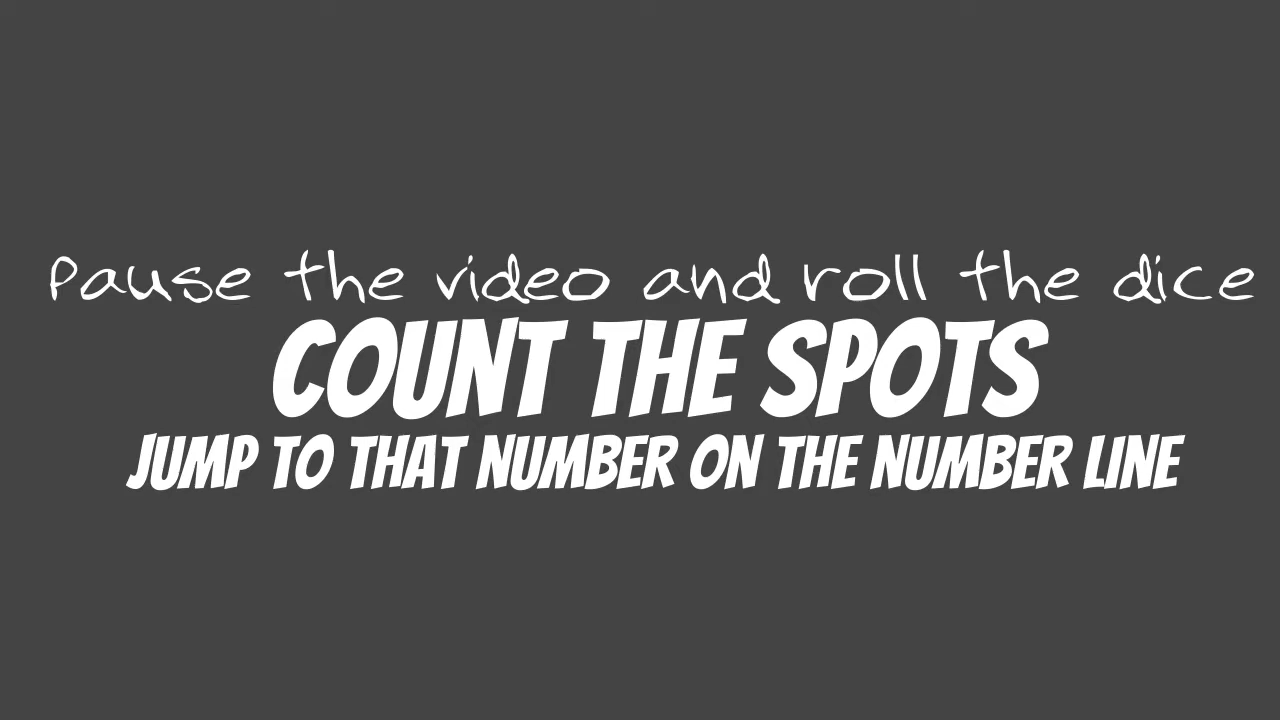 Pause the video and roll the dice
COUNT THE SPOTS
JUMP TO THAT NUMBER ON THE NUMBER LINE